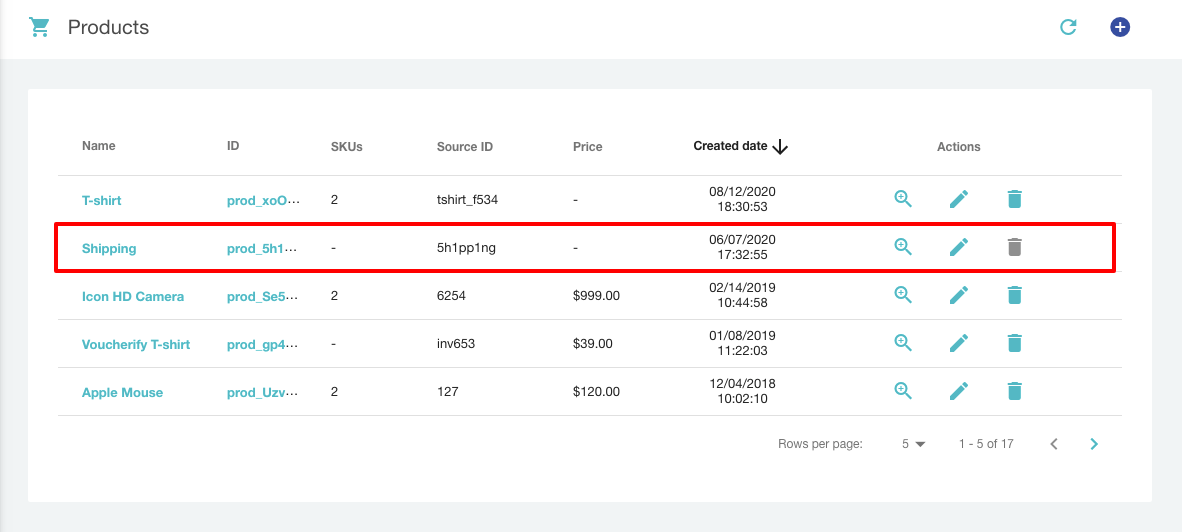 Products
Name ID SKUs Source ID Price Created date Actions
T-shirt prod_xoO... 2 tshirt_f534 - 08/12/2020
18:30:53
Shipping prod_5h1... - 5h1pp1ng - 06/07/2020
17:32:55
Icon HD Camera prod_Se5... 2 6254 $999.00 02/14/2019
10:44:58
Voucherify T-shirt prod_gp4... - inv653 $39.00 01/08/2019
11:22:03
Apple Mouse prod_Uzv... 2 127 $120.00 12/04/2018
10:02:10
Rows per page: 5 1 - 5 of 17